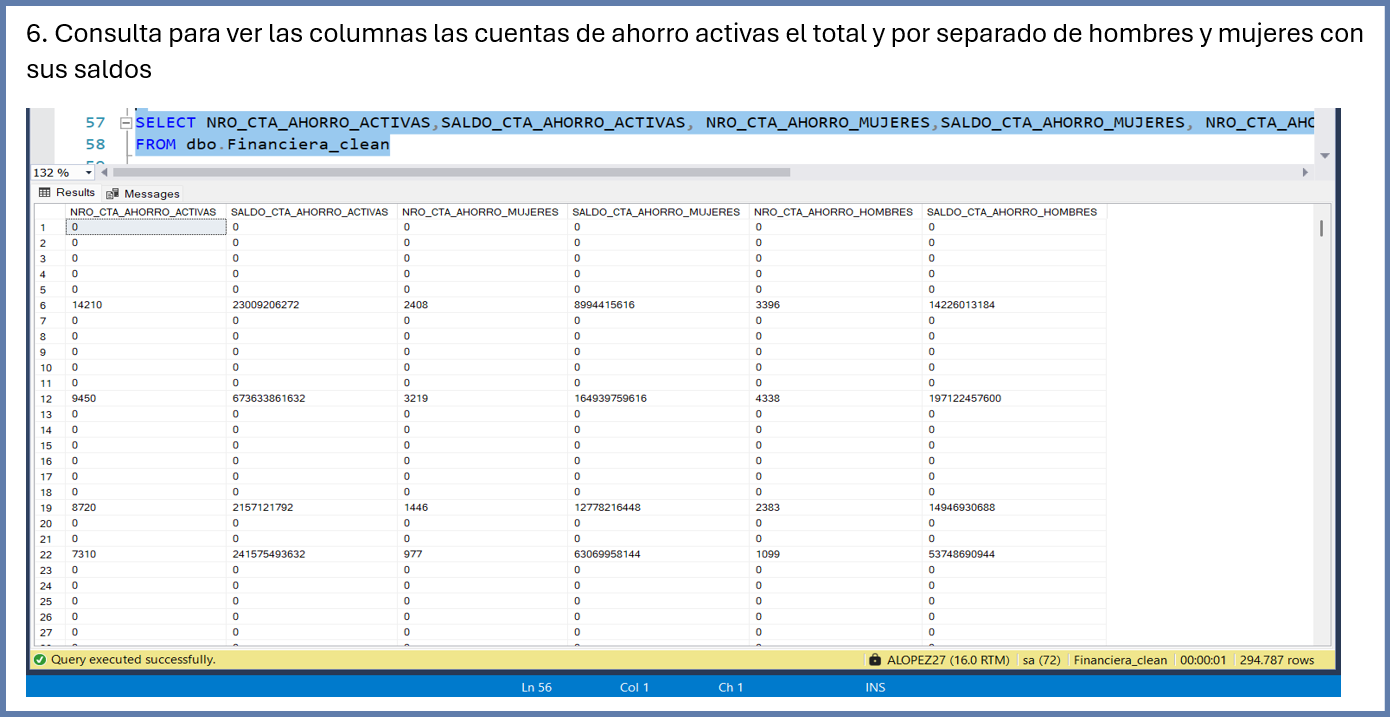 6. Consulta para ver las columnas las cuentas de ahorro activas el total y por separado de hombres y mujeres con
sus saldos
57 SELECT NRO_CTA_AHORRO_ACTIVAS,SALDO_CTA_AHORRO_ACTIVAS, NRO_CTA_AHORRO_MUJERES,SALDO_CTA_AHORRO_MUJERES, NRO_CTA_AHO
58 FROM dbo.Financiera_clean
132 %
Results Messages
NRO_CTA_AHORRO_ACTIVAS SALDO_CTA_AHORRO_ACTIVAS NRO_CTA_AHORRO_MUJERES SALDO_CTA_AHORRO_MUJERES NRO_CTA_AHORRO_HOMBRES SALDO_CTA_AHORRO_HOMBRES
1 0 0 0 0 0 0
2 0 0 0 0 0 0
3 0 0 0 0 0 0
4 0 0 0 0 0 0
5 0 0 0 0 0 0
6 14210 23009206272 2408 8994415616 3396 14226013184
7 0 0 0 0 0 0
8 0 0 0 0 0 0
9 0 0 0 0 0 0
10 0 0 0 0 0 0
11 0 0 0 0 0 0
12 9450 673633861632 3219 164939759616 4338 197122457600
13 0 0 0 0 0 0
14 0 0 0 0 0 0
15 0 0 0 0 0 0
16 0 0 0 0 0 0
17 0 0 0 0 0 0
18 0 0 0 0 0 0
19 8720 2157121792 1446 12778216448 2383 14946930688
20 0 0 0 0 0 0
21 0 0 0 0 0 0
22 7310 241575493632 977 63069958144 1099 53748690944
23 0 0 0 0 0 0
24 0 0 0 0 0 0
25 0 0 0 0 0 0
26 0 0 0 0 0 0
27 0 0 0 0 0 0
Query executed successfully. ALOPEZ27 (16.0 RTM) sa (72) Financiera_clean 00:00:01 294.787 rows
Ln 56 Col 1 Ch 1 INS